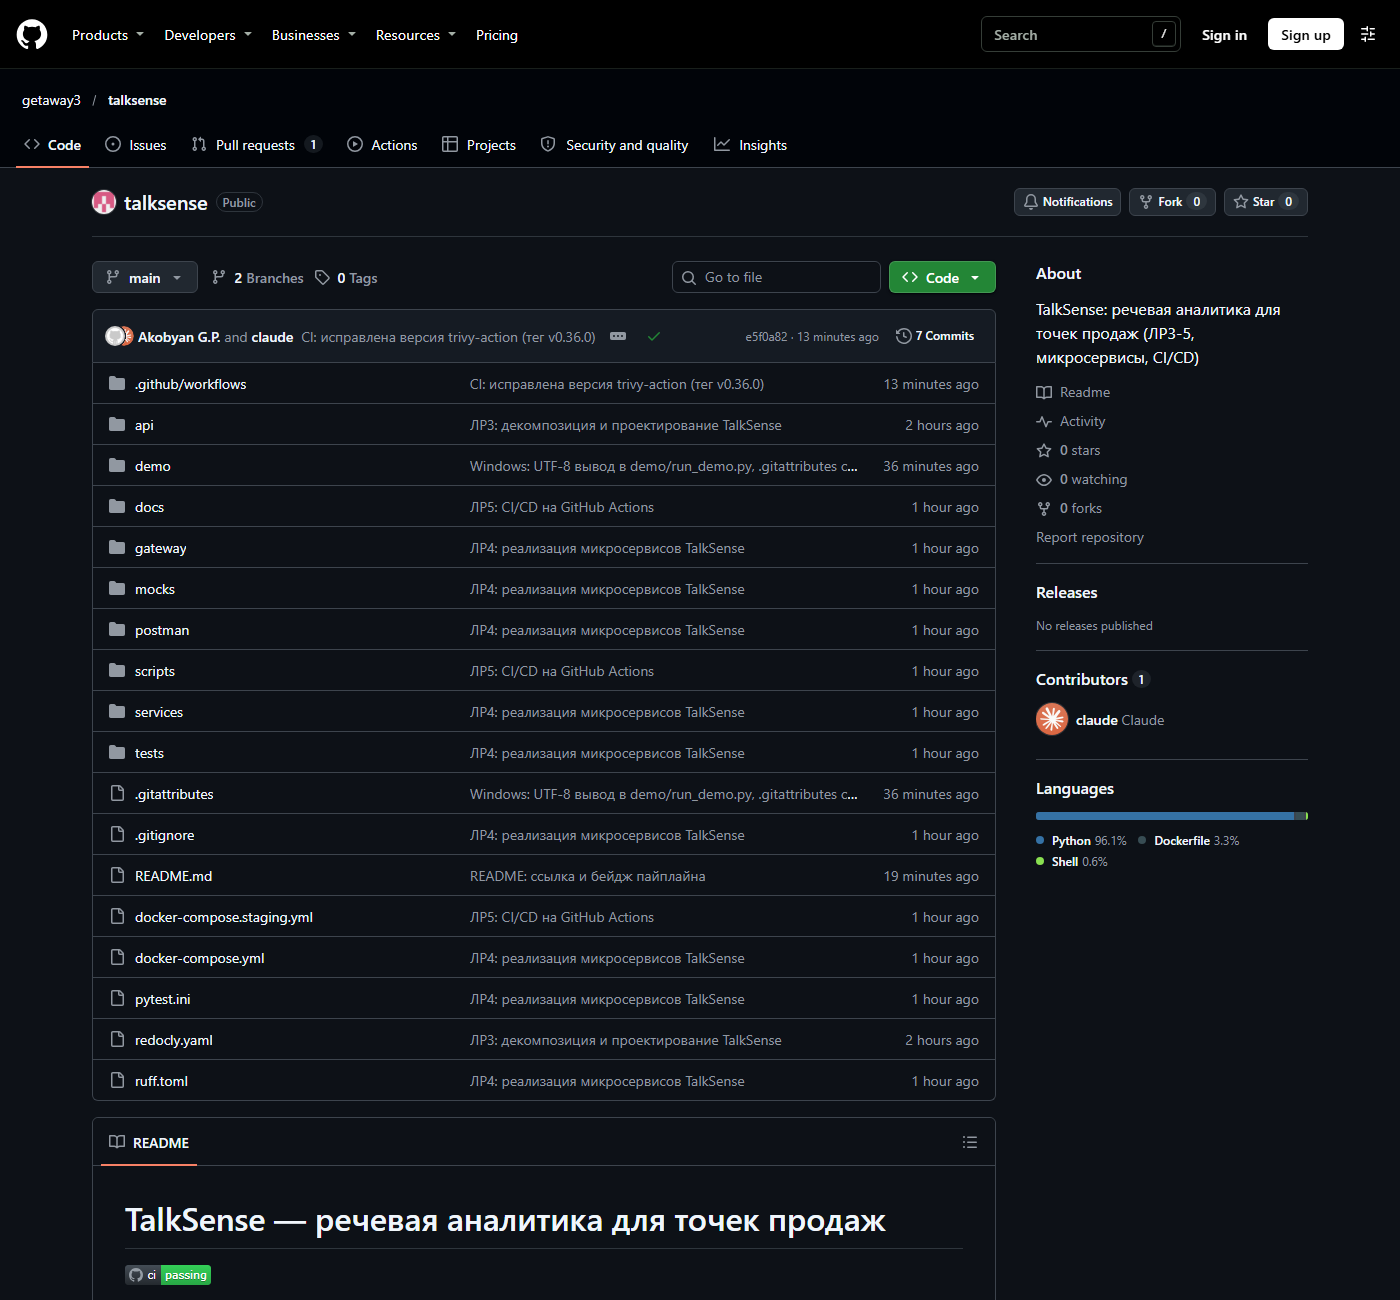 Products Developers Businesses Resources Pricing Search / Sign in Sign up
getaway3 / talksense
Code Issues Pull requests 1 Actions Projects Security and quality Insights
talksense Public Notifications Fork 0 Star 0
main 2 Branches 0 Tags Go to file Code
Akobyan G.P. and claude CI: исправлена версия trivy-action (тег v0.36.0) e5f0a82 · 13 minutes ago 7 Commits
.github/workflows CI: исправлена версия trivy-action (тег v0.36.0) 13 minutes ago
api ЛР3: декомпозиция и проектирование TalkSense 2 hours ago
demo Windows: UTF-8 вывод в demo/run_demo.py, .gitattributes с... 36 minutes ago
docs ЛР5: CI/CD на GitHub Actions 1 hour ago
gateway ЛР4: реализация микросервисов TalkSense 1 hour ago
mocks ЛР4: реализация микросервисов TalkSense 1 hour ago
postman ЛР4: реализация микросервисов TalkSense 1 hour ago
scripts ЛР5: CI/CD на GitHub Actions 1 hour ago
services ЛР4: реализация микросервисов TalkSense 1 hour ago
tests ЛР4: реализация микросервисов TalkSense 1 hour ago
.gitattributes Windows: UTF-8 вывод в demo/run_demo.py, .gitattributes с... 36 minutes ago
.gitignore ЛР4: реализация микросервисов TalkSense 1 hour ago
README.md README: ссылка и бейдж пайплайна 19 minutes ago
docker-compose.staging.yml ЛР5: CI/CD на GitHub Actions 1 hour ago
docker-compose.yml ЛР4: реализация микросервисов TalkSense 1 hour ago
pytest.ini ЛР4: реализация микросервисов TalkSense 1 hour ago
redocly.yaml ЛР3: декомпозиция и проектирование TalkSense 2 hours ago
ruff.toml ЛР4: реализация микросервисов TalkSense 1 hour ago
README
TalkSense — речевая аналитика для точек продаж
ci passing
About
TalkSense: речевая аналитика для
точек продаж (ЛР3-5,
микросервисы, CI/CD)
Readme
Activity
0 stars
0 watching
0 forks
Report repository
Releases
No releases published
Contributors 1
claude Claude
Languages
Python 96.1% Dockerfile 3.3%
Shell 0.6%